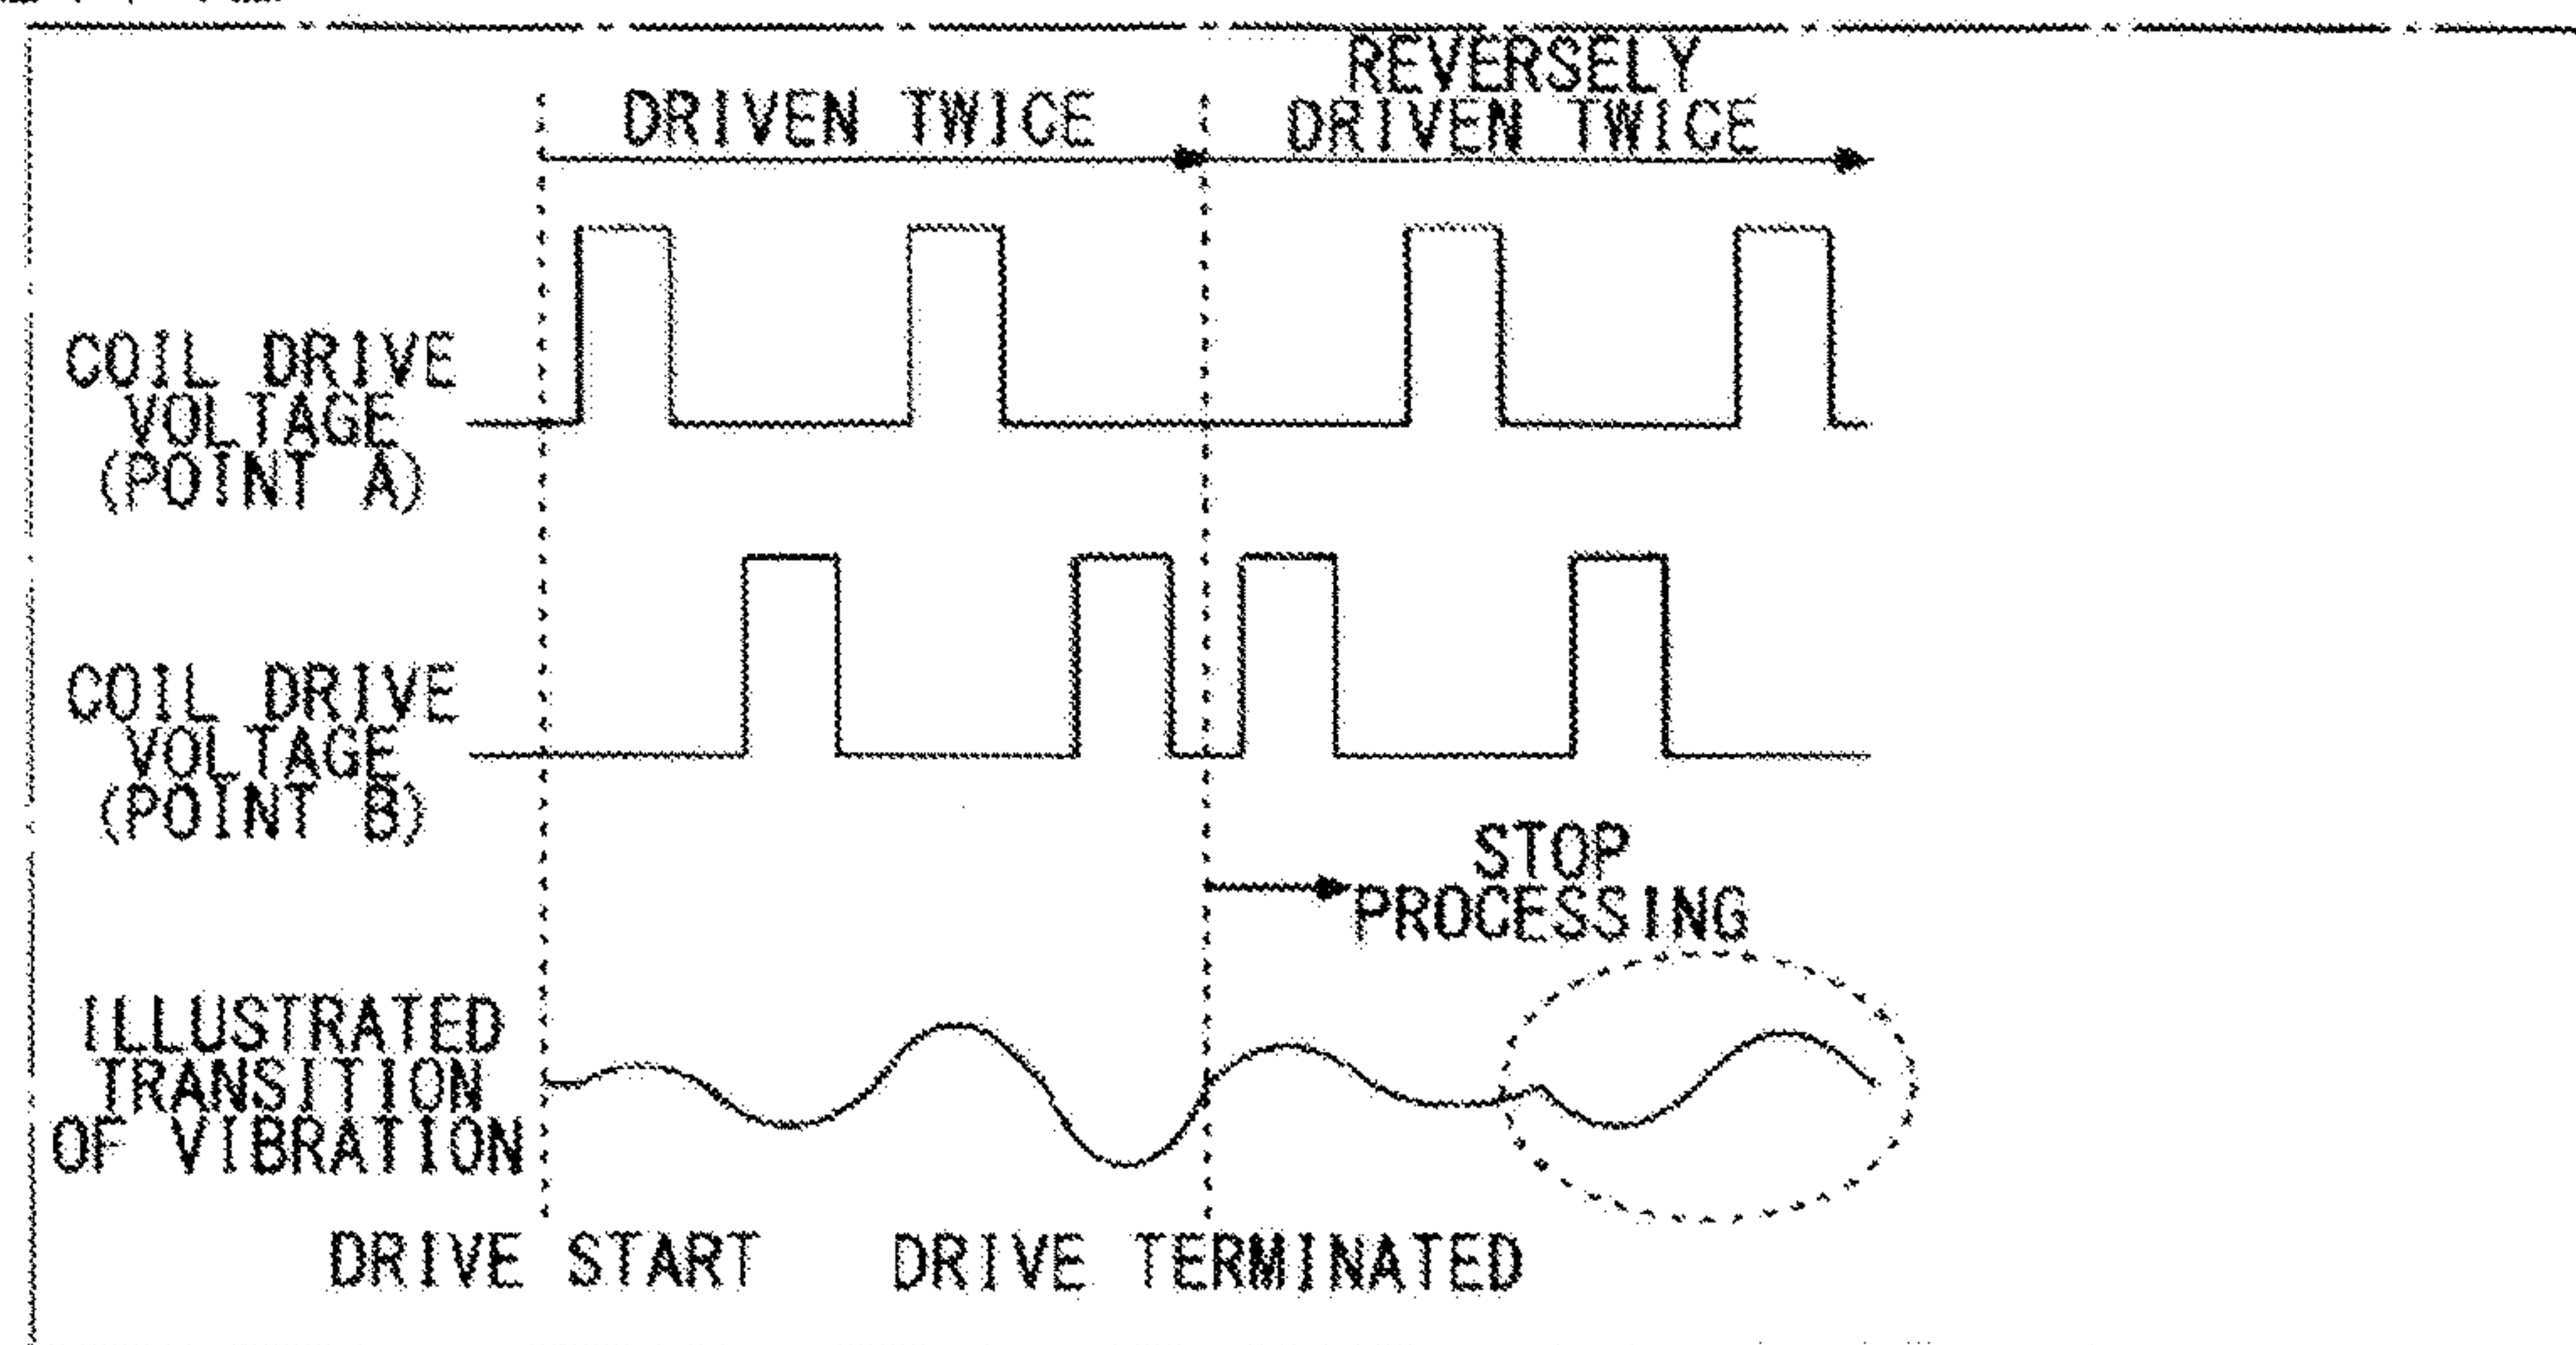 REVERSELY
DRIVEN TWICE
DRIVEN TWICE
COIL DRIVE
VOLTAGE
(POINT A)
COIL DRIVE
VOLTAGE
(POINT B)
STOP
PROCESSING
ILLUSTRATED
TRANSITION
OF VIBRATION
DRIVE START
DRIVE TERMINATED